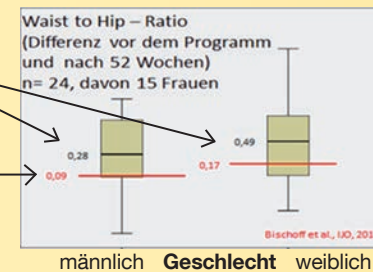 Waist to Hip – Ratio
(Differenz vor dem Programm
und nach 52 Wochen)
n= 24, davon 15 Frauen
0,28
0,09
0,49
0,17
Bischoff et al., IJO, 201
männlich Geschlecht weiblich